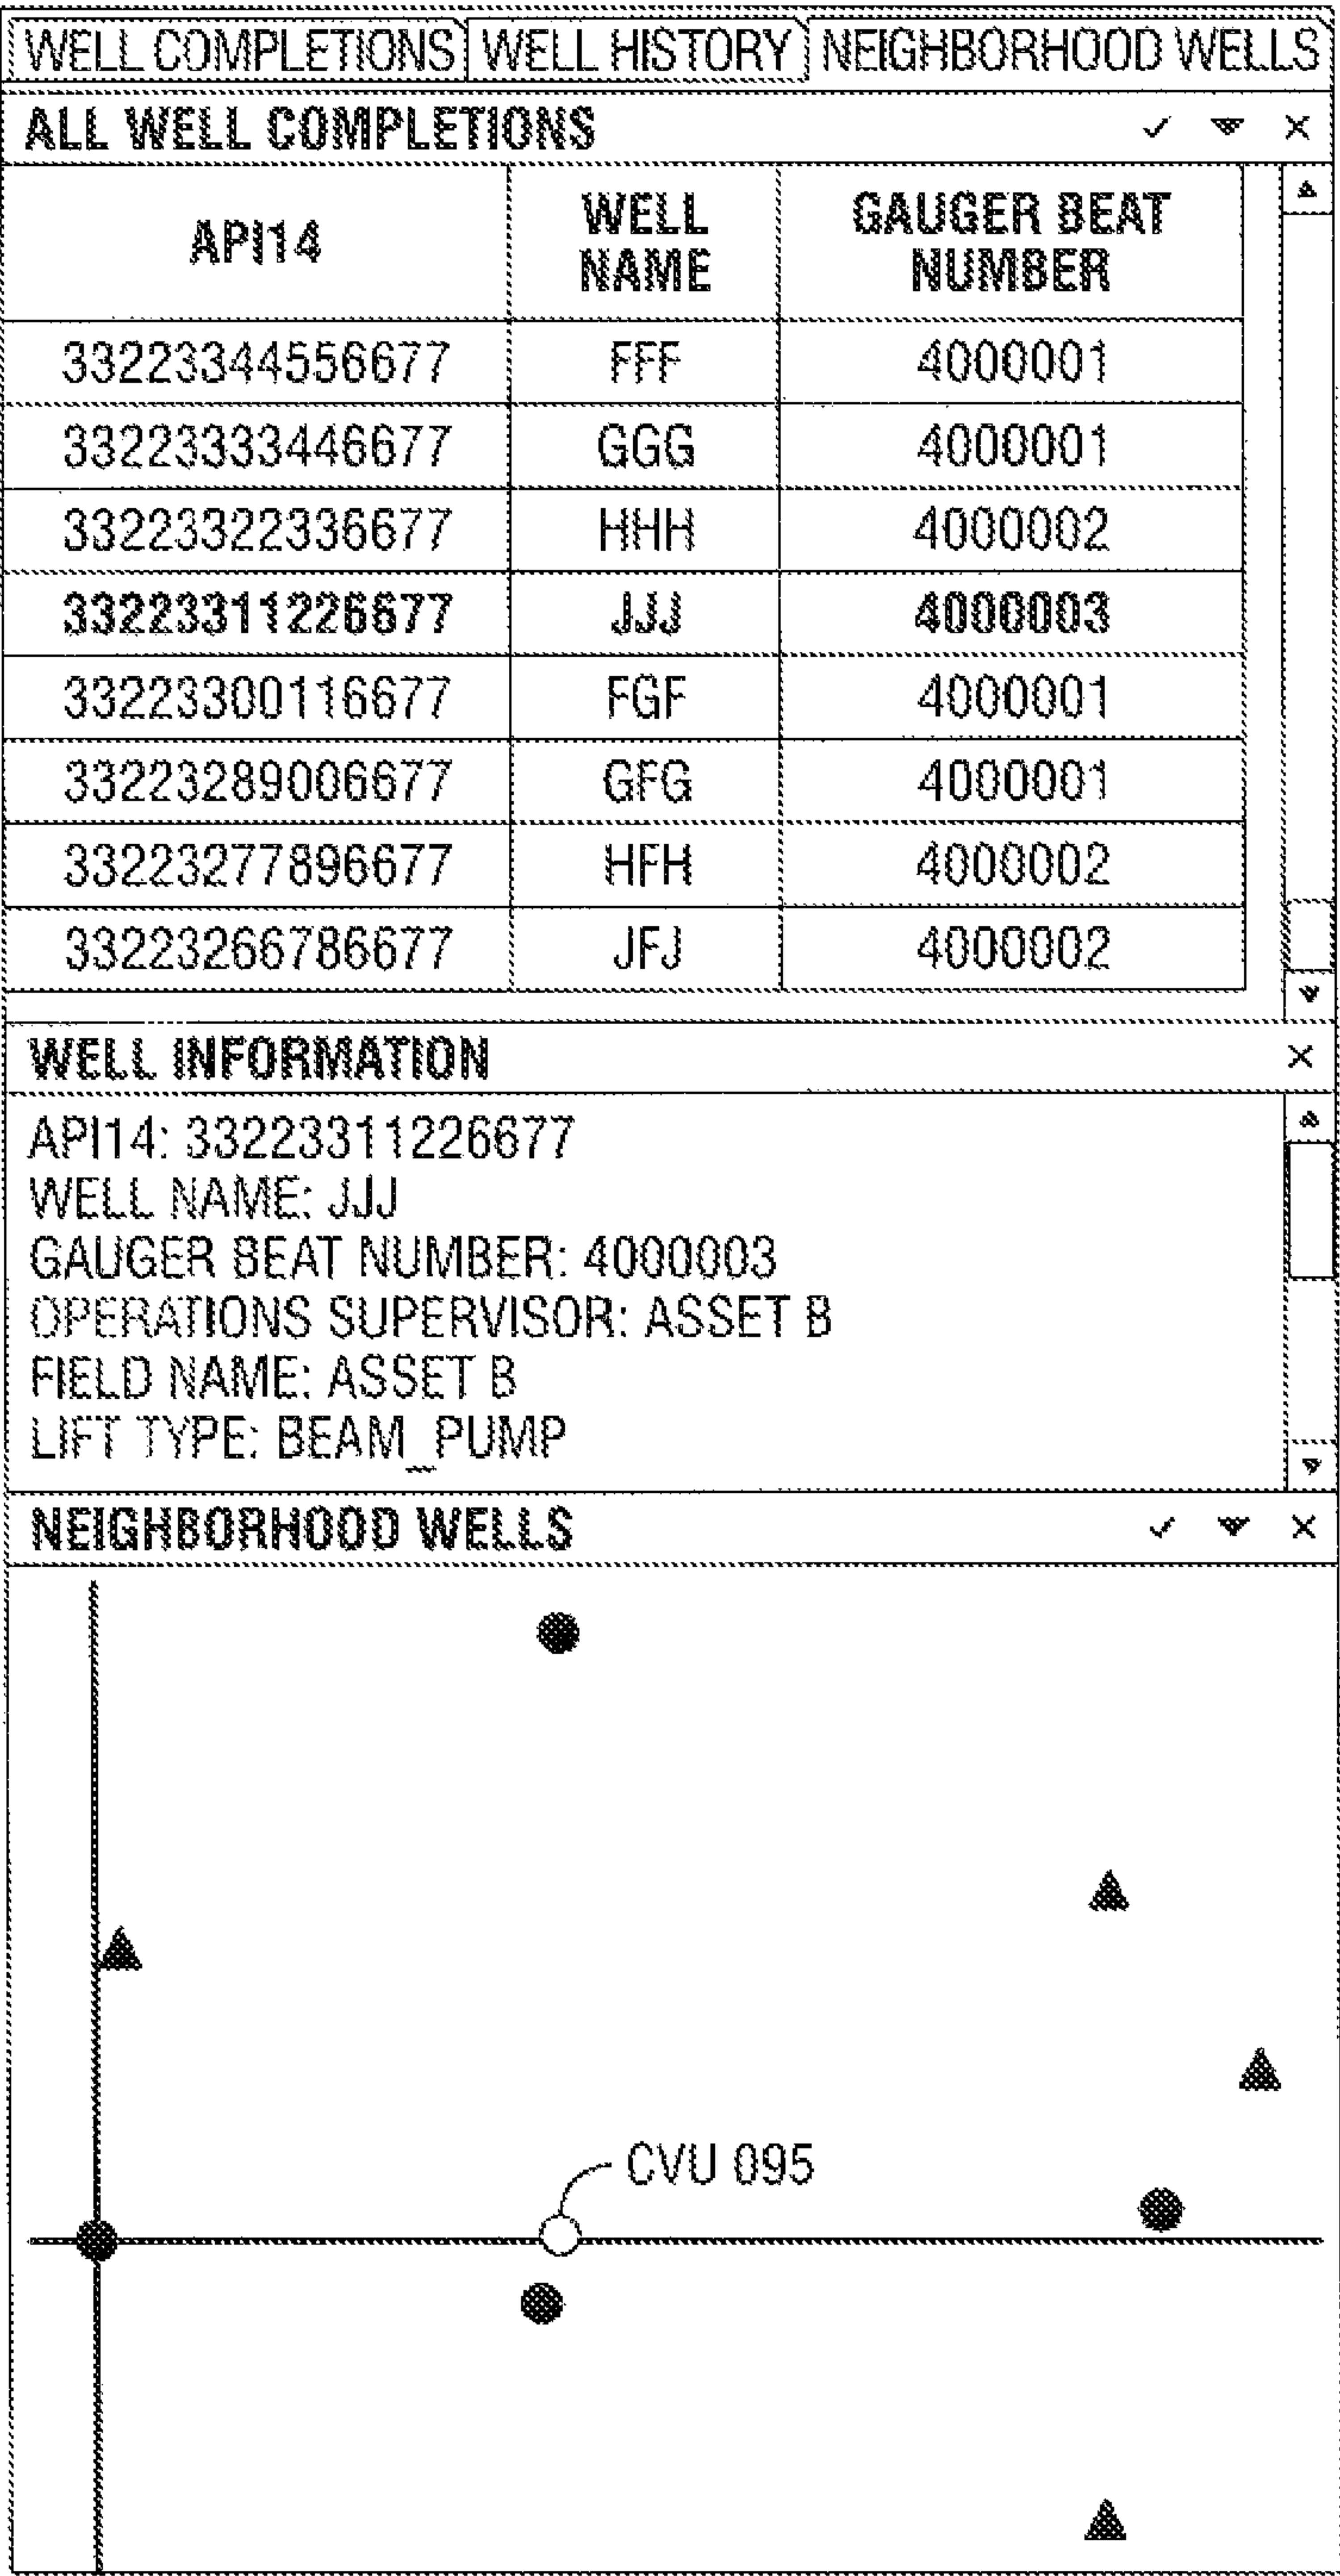 WELL COMPLETIONS WELL HISTORY NEIGHBORHOOD WELLS
ALL WELL COMPLETIONS
API14 WELL NAME GAUGER BEAT NUMBER
33223344556677 FFF 4000001
33223333446677 GGG 4000001
33223322336677 HHH 4000002
33223311226677 JJJ 4000003
33223300116677 FGF 4000001
33223289006677 GFG 4000001
33223277896677 HFH 4000002
33223266786677 JFJ 4000002
WELL INFORMATION
API14: 33223311226677
WELL NAME: JJJ
GAUGER BEAT NUMBER: 4000003
OPERATIONS SUPERVISOR: ASSET B
FIELD NAME: ASSET B
LIFT TYPE: BEAM_PUMP
NEIGHBORHOOD WELLS
CVU 095